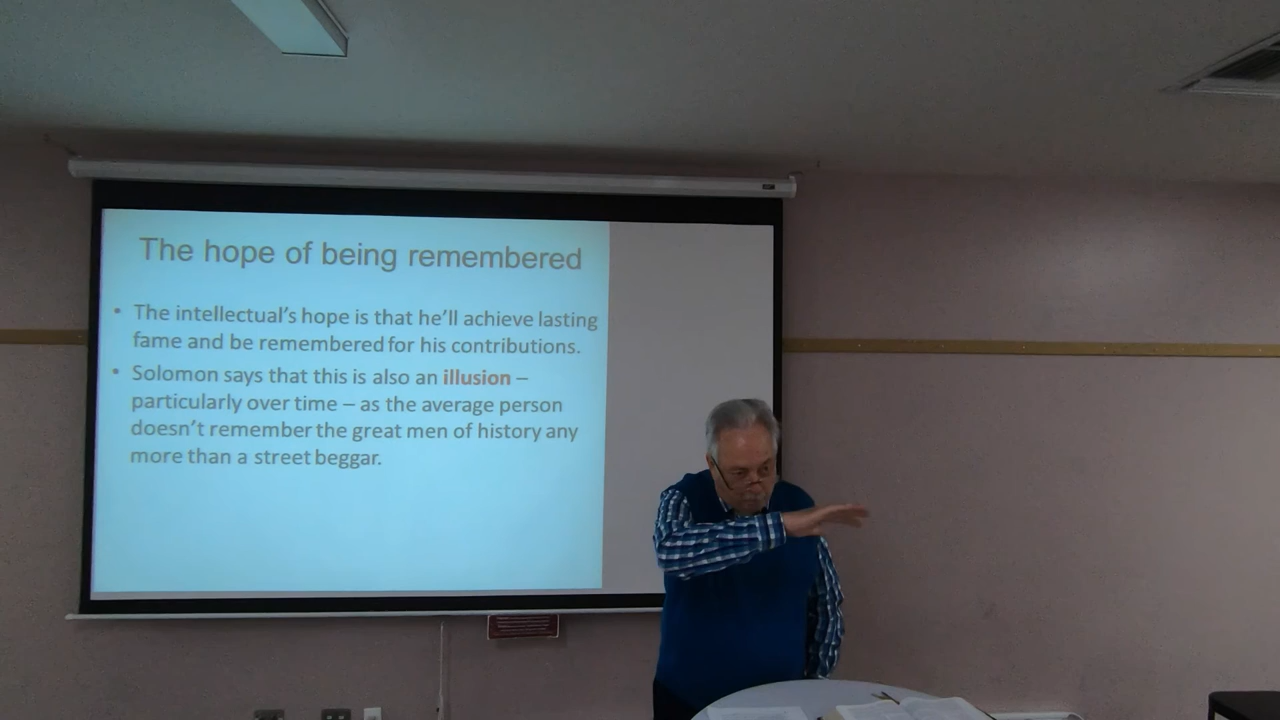 The hope of being remembered
• The intellectual's hope is that he'll achieve lasting
fame and be remembered for his contributions.
• Solomon says that this is also an illusion –
particularly over time – as the average person
doesn't remember the great men of history any
more than a street beggar.